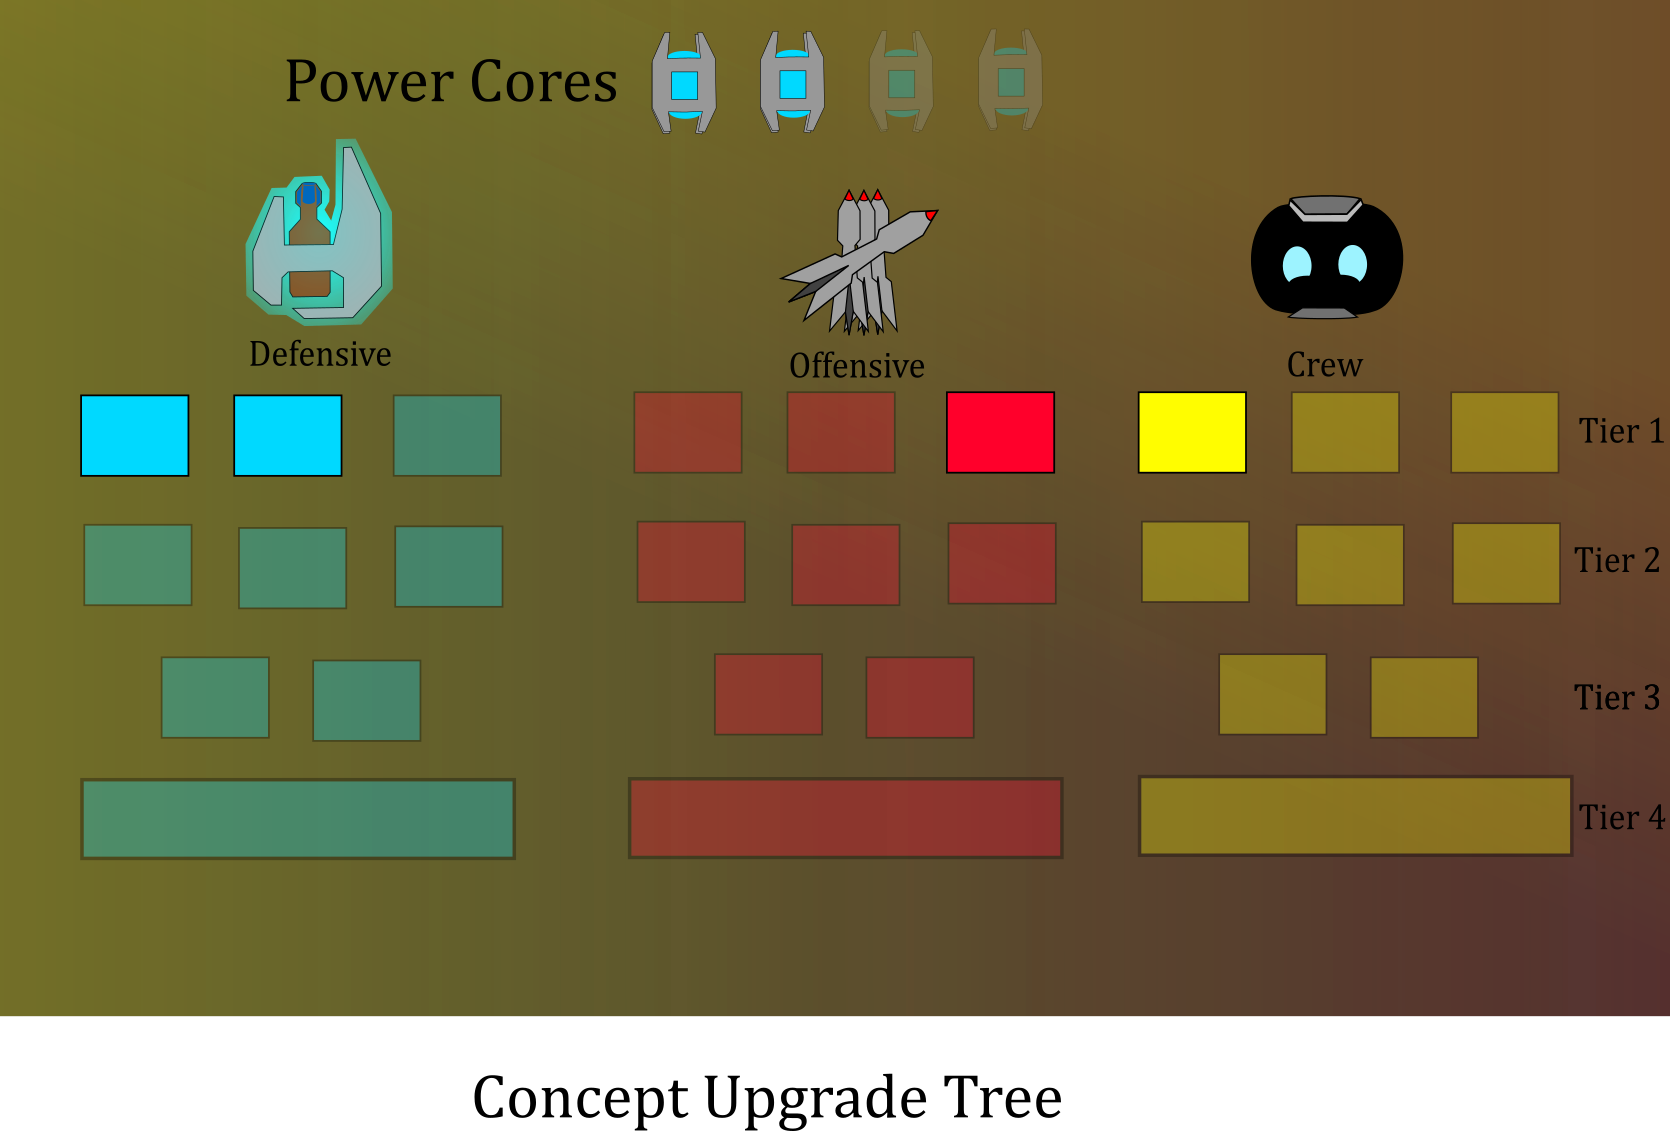 Power Cores
Defensive
Offensive
Crew
Tier 1
Tier 2
Tier 3
Tier 4
Concept Upgrade Tree